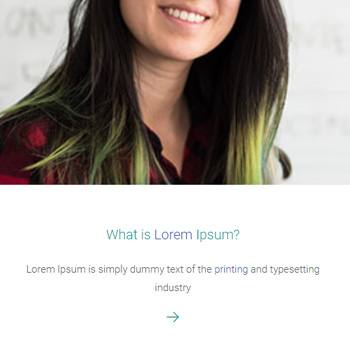 What is Lorem Ipsum?
Lorem Ipsum is simply dummy text of the printing and typesetting
industry